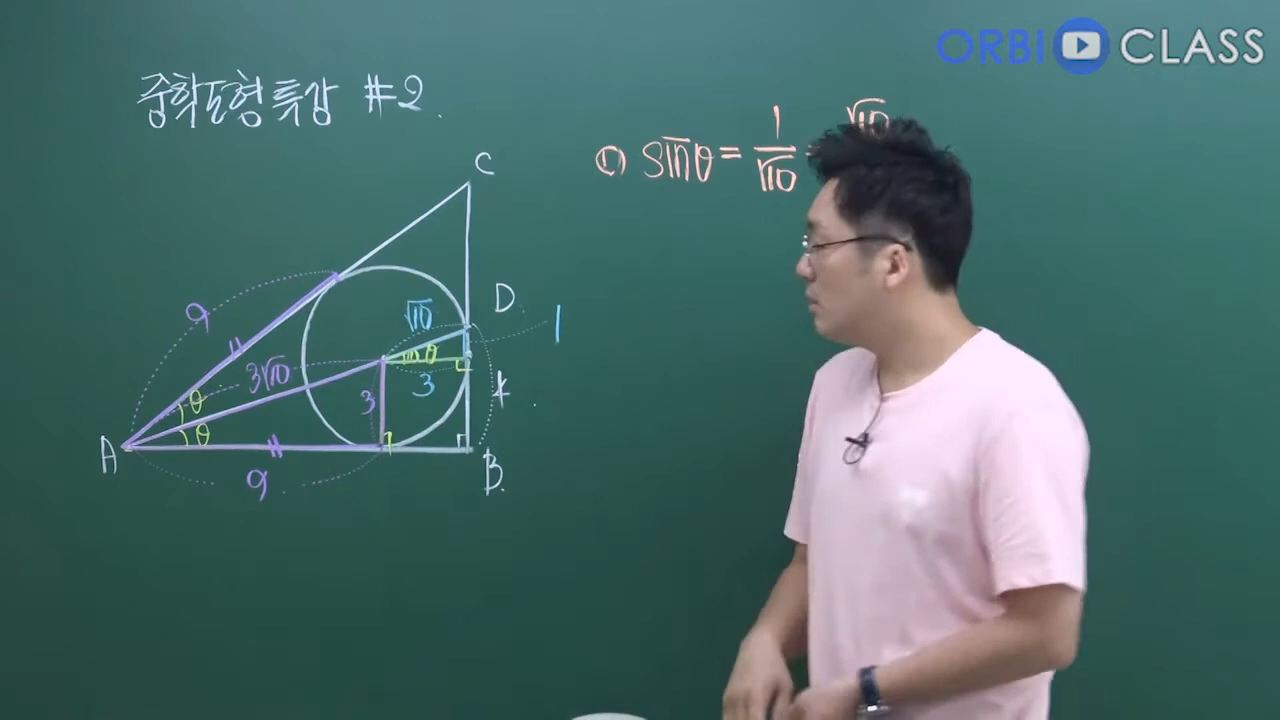 ORBI CLASS
중학도형특강 #2.
① sinθ = 1/√10 = √10
C
D
1
√10
9
3√10
θ
θ
θ
3
3
A
9
B